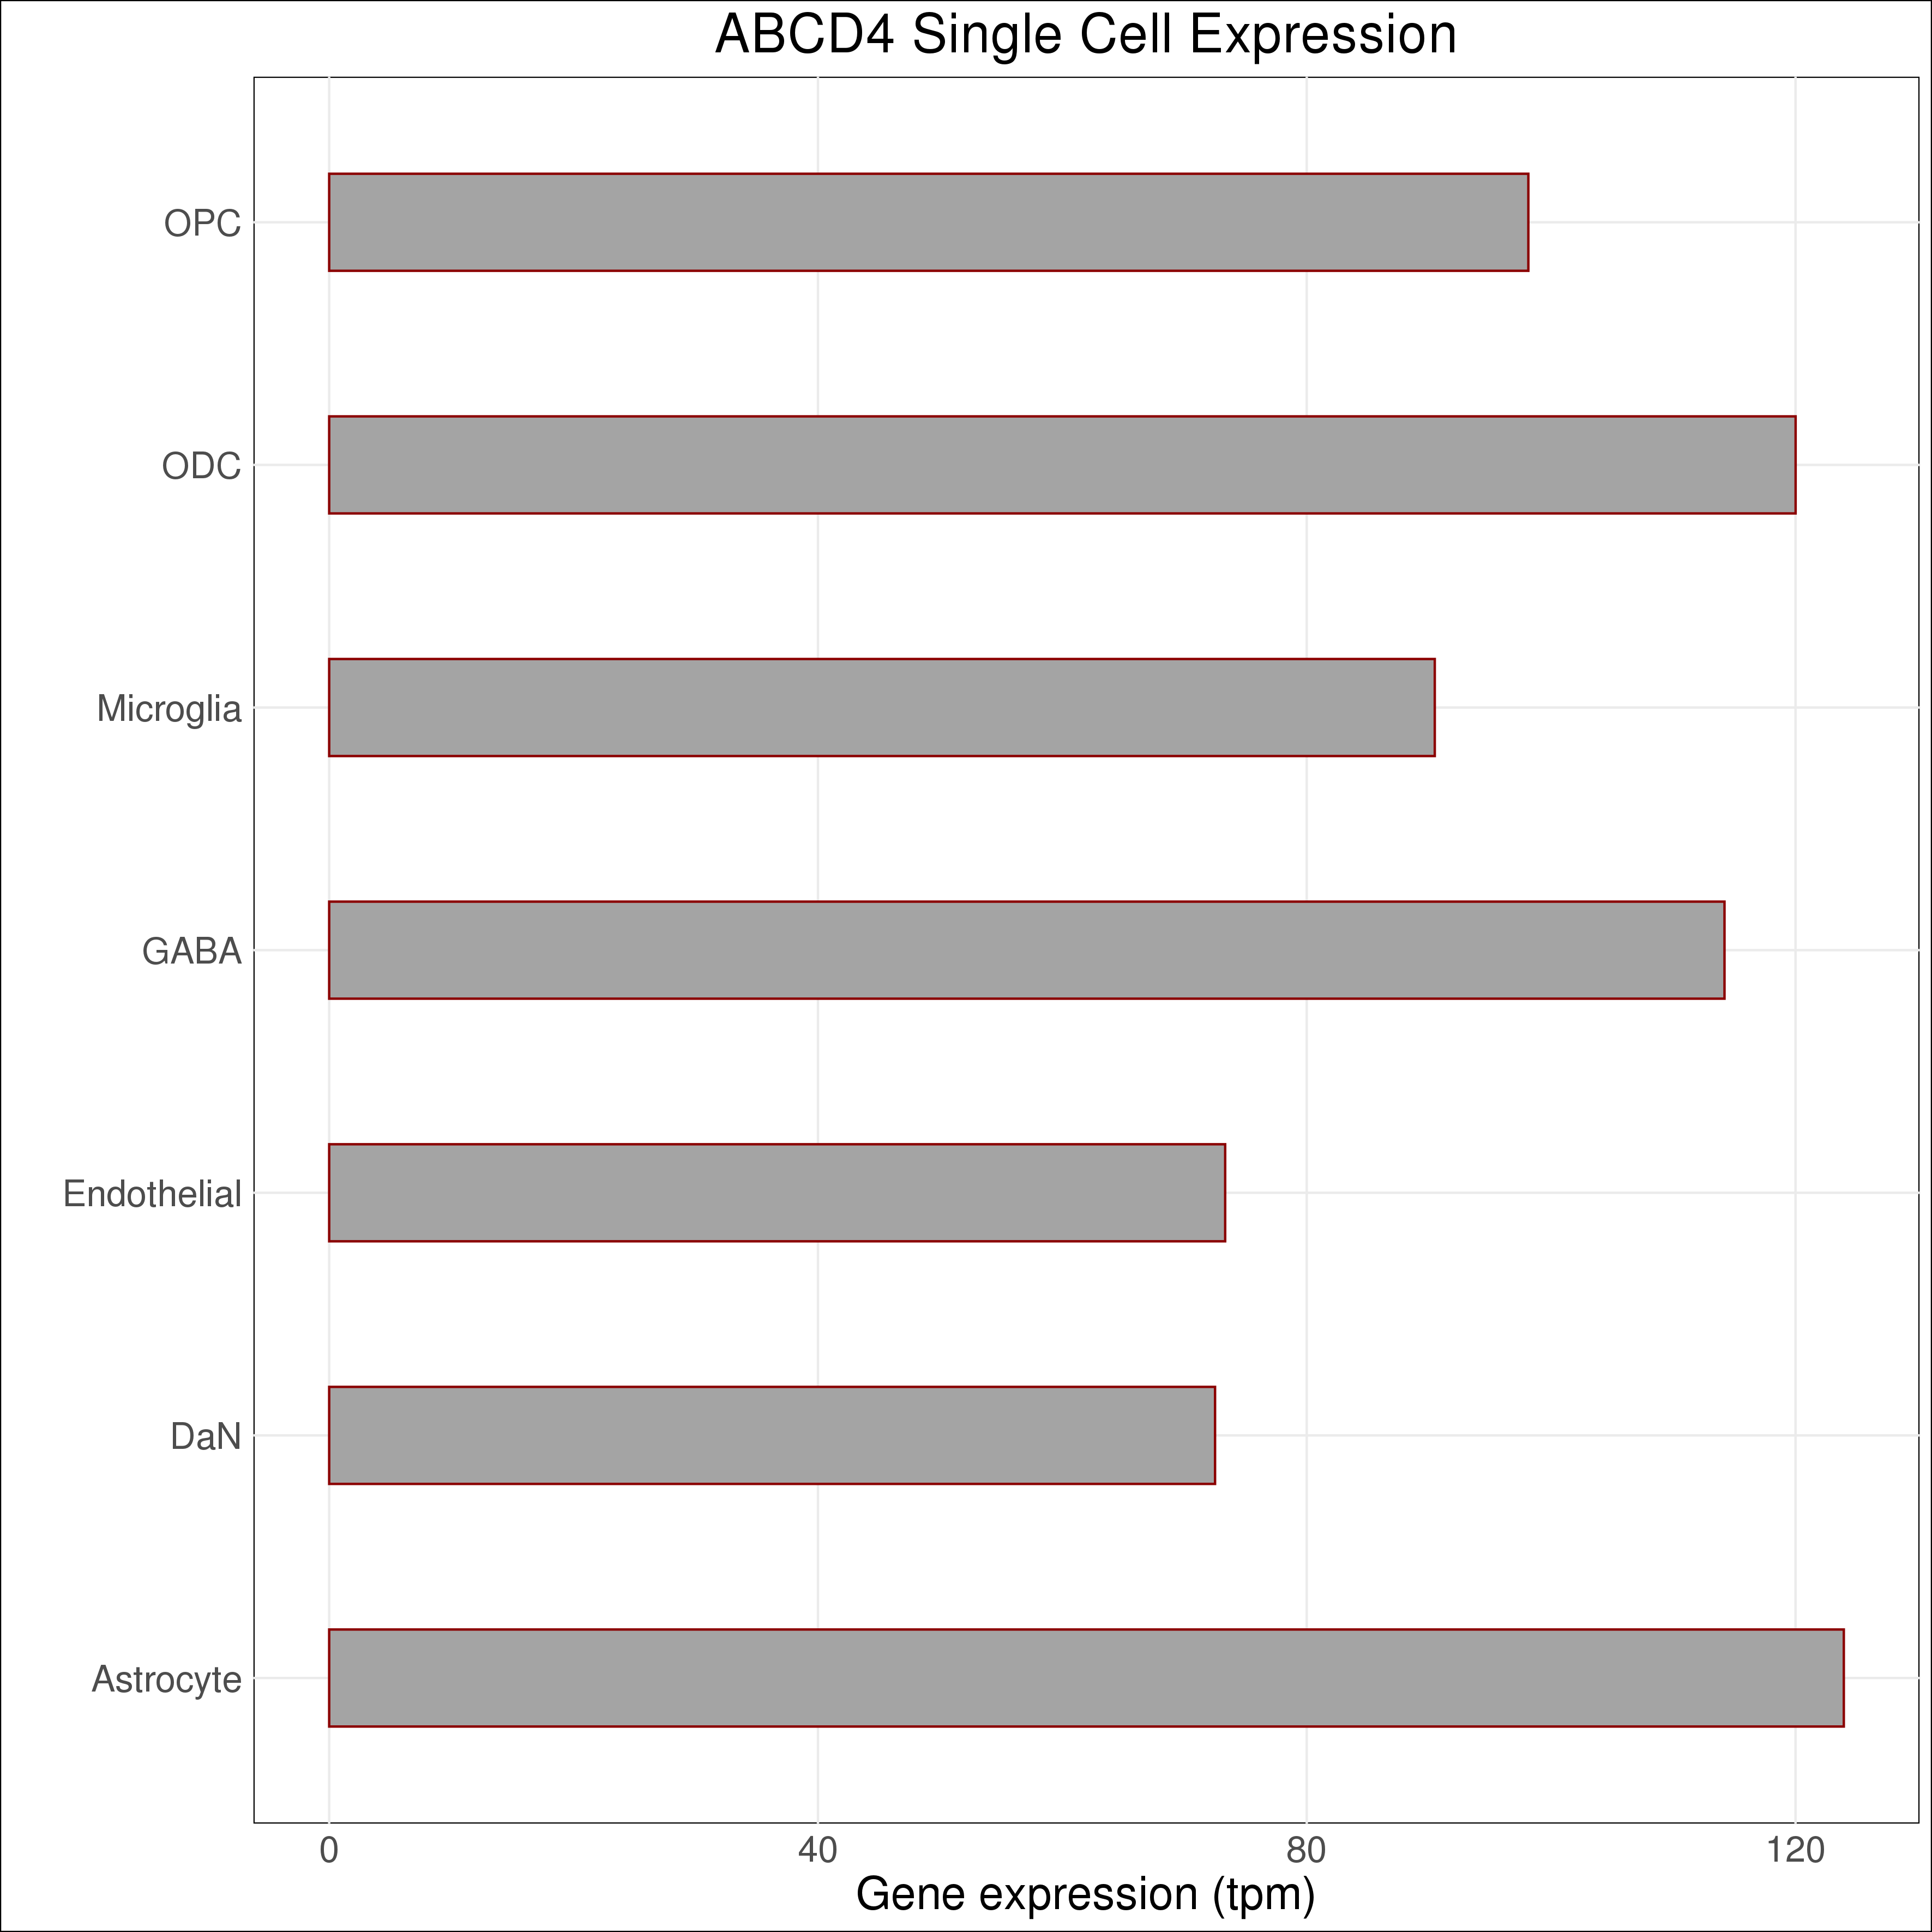 ABCD4 Single Cell Expression
OPC
ODC
Microglia
GABA
Endothelial
DaN
Astrocyte
0 40 80 120
Gene expression (tpm)